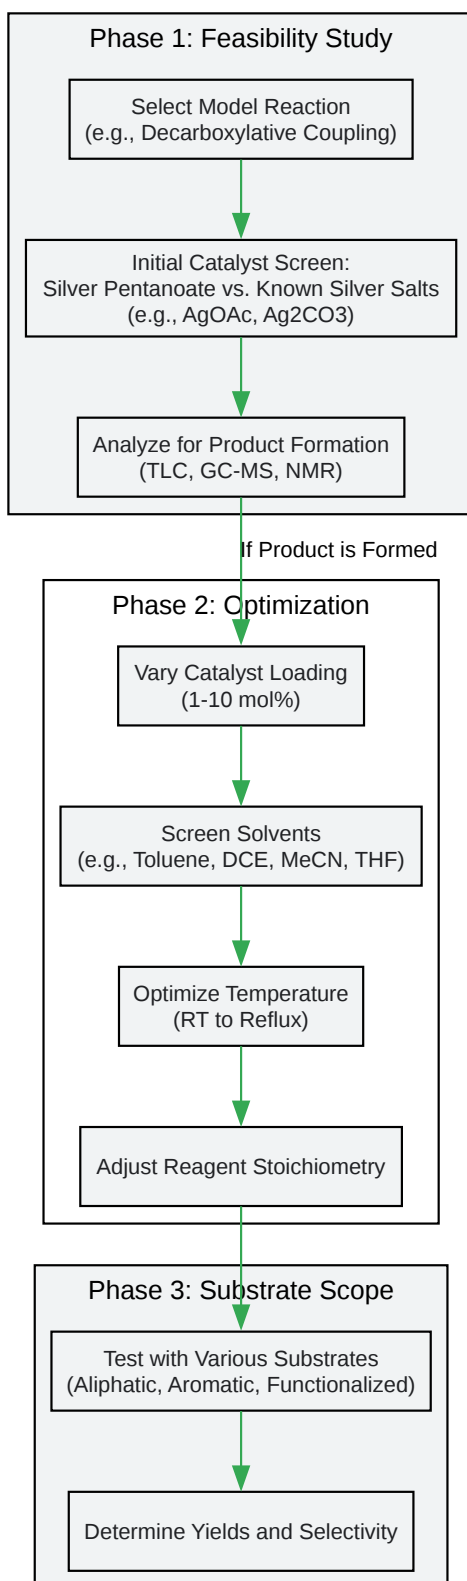 Phase 1: Feasibility Study
Select Model Reaction
(e.g., Decarboxylative Coupling)
Initial Catalyst Screen:
Silver Pentanoate vs. Known Silver Salts
(e.g., AgOAc, Ag2CO3)
Analyze for Product Formation
(TLC, GC-MS, NMR)
If Product is Formed
Phase 2: Optimization
Vary Catalyst Loading
(1-10 mol%)
Screen Solvents
(e.g., Toluene, DCE, MeCN, THF)
Optimize Temperature
(RT to Reflux)
Adjust Reagent Stoichiometry
Phase 3: Substrate Scope
Test with Various Substrates
(Aliphatic, Aromatic, Functionalized)
Determine Yields and Selectivity